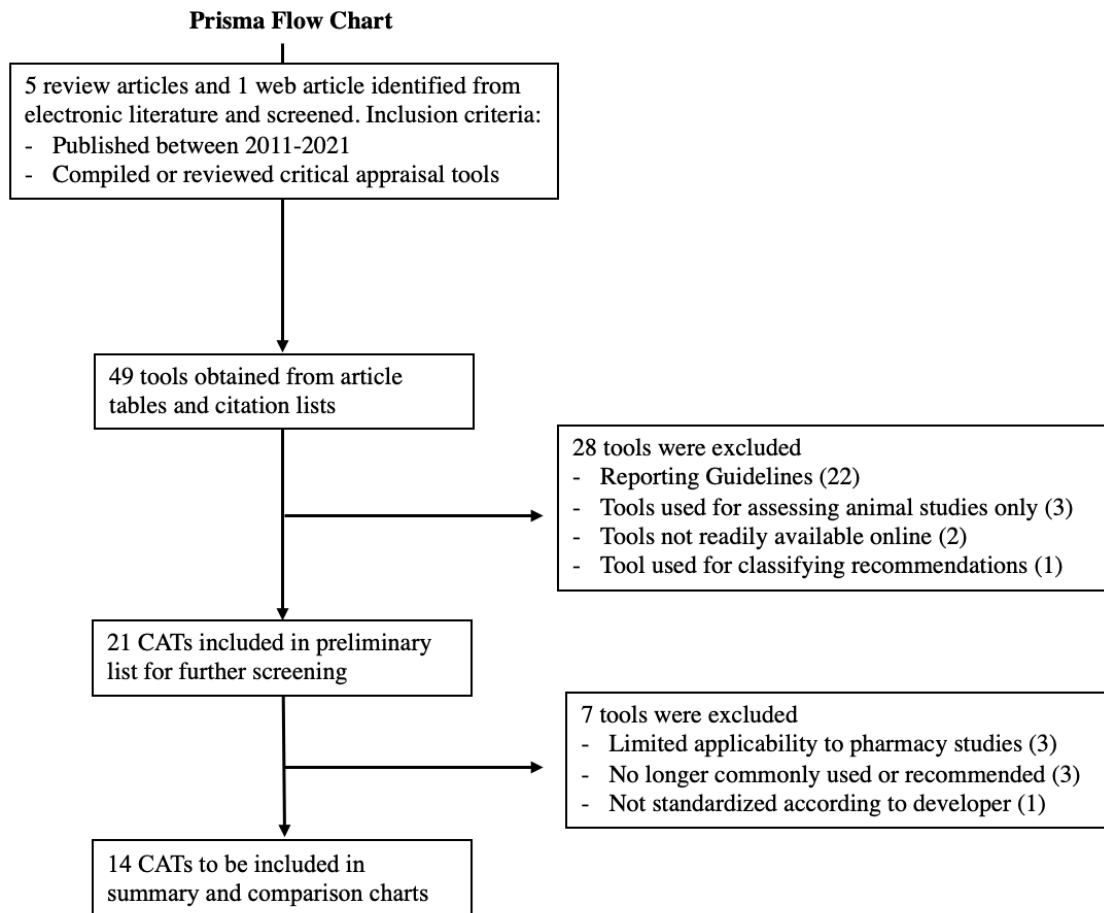 Prisma Flow Chart
5 review articles and 1 web article identified from
electronic literature and screened. Inclusion criteria:
- Published between 2011-2021
- Compiled or reviewed critical appraisal tools
49 tools obtained from article
tables and citation lists
28 tools were excluded
- Reporting Guidelines (22)
- Tools used for assessing animal studies only (3)
- Tools not readily available online (2)
- Tool used for classifying recommendations (1)
21 CATs included in preliminary
list for further screening
7 tools were excluded
- Limited applicability to pharmacy studies (3)
- No longer commonly used or recommended (3)
- Not standardized according to developer (1)
14 CATs to be included in
summary and comparison charts